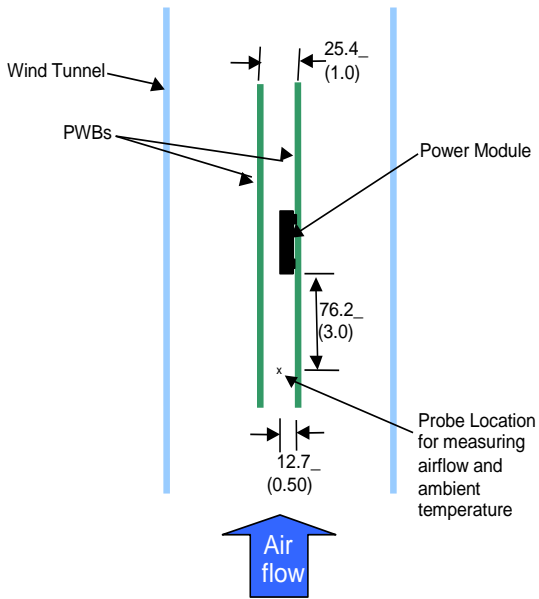 25.4_
(1.0)
Wind Tunnel
PWBs
Power Module
76.2_
(3.0)
x
Probe Location
for measuring
airflow and
ambient
temperature
12.7_
(0.50)
Air
flow